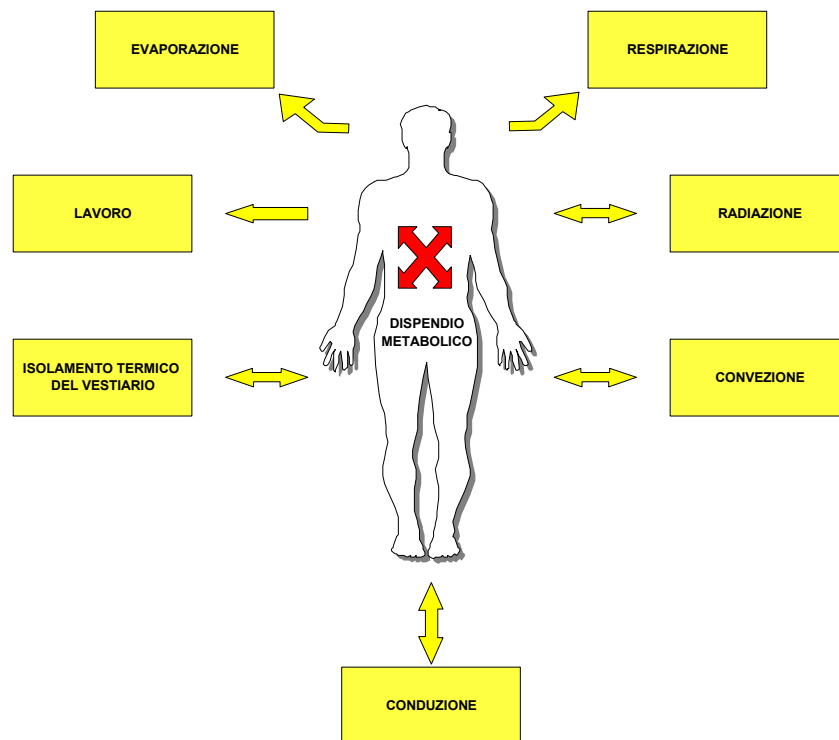 EVAPORAZIONE
RESPIRAZIONE
LAVORO
RADIAZIONE
DISPENDIO
METABOLICO
ISOLAMENTO TERMICO
DEL VESTIARIO
CONVEZIONE
CONDUZIONE